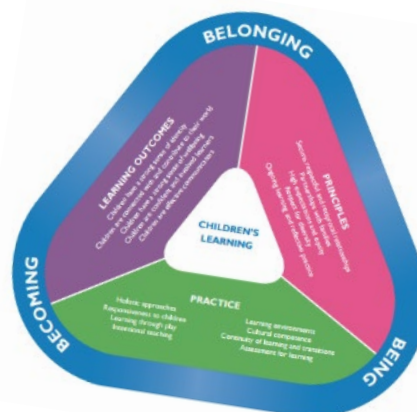 BELONGING
LEARNING OUTCOMES
Children have a strong sense of identity
Children are connected with and contribute to their world
Children have a strong sense of wellbeing
Children are confident and involved learners
Children are effective communicators
PRINCIPLES
Secure, respectful and reciprocal relationships
Partnerships with families
High expectations and equity
Respect for diversity
Ongoing learning and reflective practice
CHILDREN'S
LEARNING
PRACTICE
Holistic approaches
Responsiveness to children
Learning through play
Intentional teaching
Learning environments
Cultural competence
Continuity of learning and transitions
Assessment for learning
BECOMING
BEING